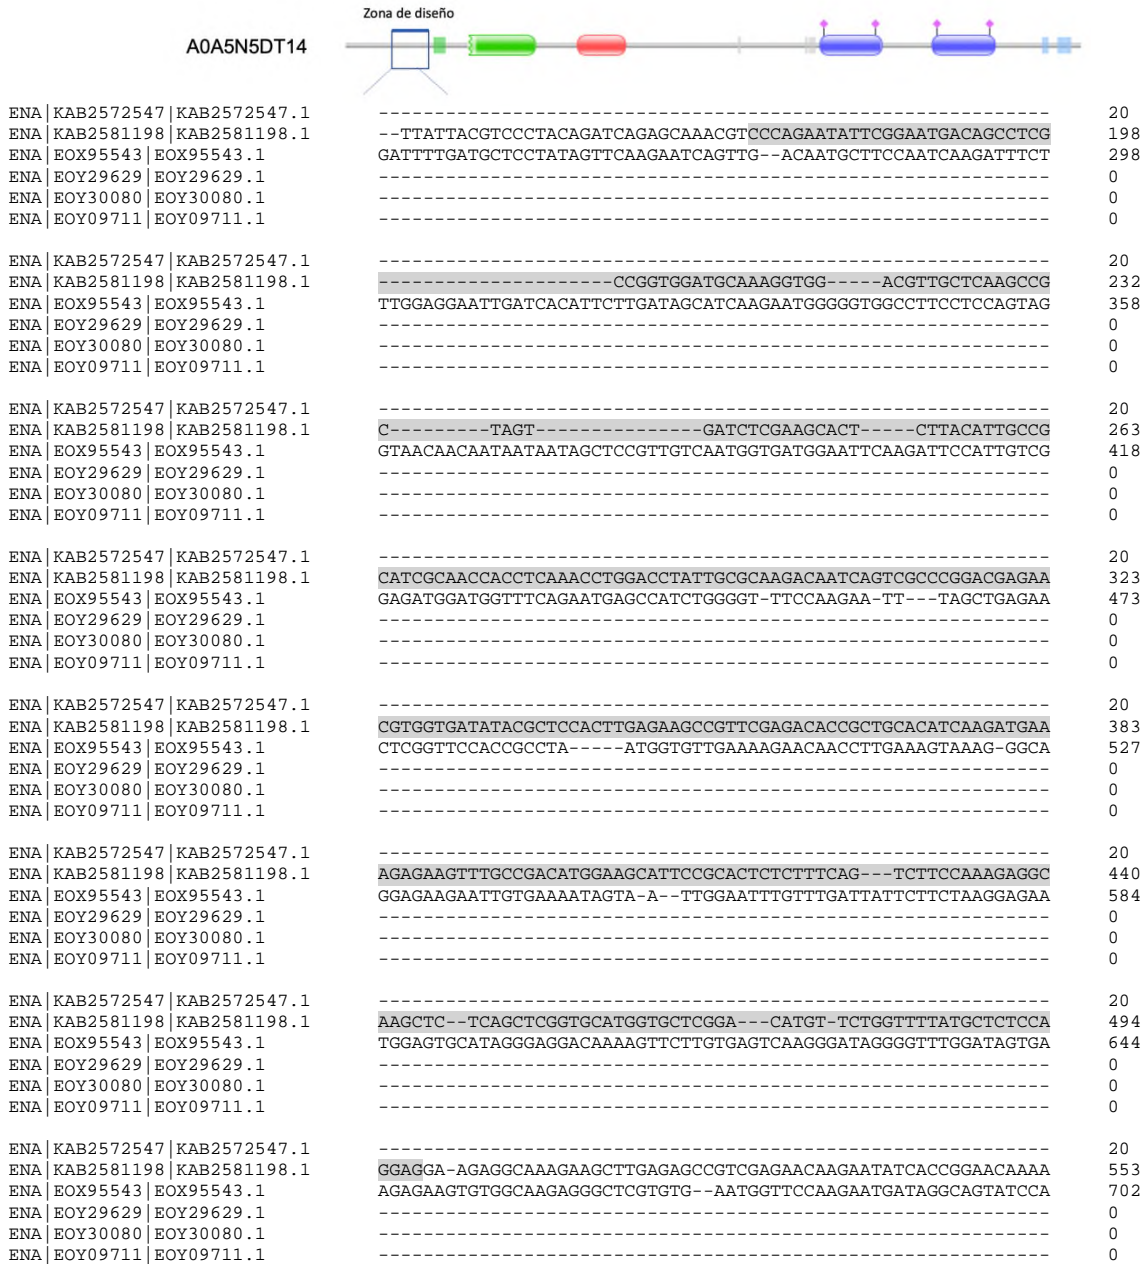 Zona de diseño
A0A5N5DT14
ENA|KAB2572547|KAB2572547.1 ------------------------------------------------------------ 20
ENA|KAB2581198|KAB2581198.1 --TTATTACGTCCCTACAGATCAGAGCAAACGTCCCAGAATATTCGGAATGACAGCCTCG 198
ENA|EOX95543|EOX95543.1 GATTTTGATGCTCCTATAGTTCAAGAATCAGTTG--ACAATGCTTCCAATCAAGATTTCT 298
ENA|EOY29629|EOY29629.1 ------------------------------------------------------------ 0
ENA|EOY30080|EOY30080.1 ------------------------------------------------------------ 0
ENA|EOY09711|EOY09711.1 ------------------------------------------------------------ 0
ENA|KAB2572547|KAB2572547.1 ------------------------------------------------------------ 20
ENA|KAB2581198|KAB2581198.1 ---------------------CCGGTGGATGCAAAGGTGG-----ACGTTGCTCAAGCCG 232
ENA|EOX95543|EOX95543.1 TTGGAGGAATTGATCACATTCTTGATAGCATCAAGAATGGGGGTGGCCTTCCTCCAGTAG 358
ENA|EOY29629|EOY29629.1 ------------------------------------------------------------ 0
ENA|EOY30080|EOY30080.1 ------------------------------------------------------------ 0
ENA|EOY09711|EOY09711.1 ------------------------------------------------------------ 0
ENA|KAB2572547|KAB2572547.1 ------------------------------------------------------------ 20
ENA|KAB2581198|KAB2581198.1 C---------TAGT---------------GATCTCGAAGCACT-----CTTACATTGCCG 263
ENA|EOX95543|EOX95543.1 GTAACAACAATAATAATAGCTCCGTTGTCAATGGTGATGGAATTCAAGATTCCATTGTCG 418
ENA|EOY29629|EOY29629.1 ------------------------------------------------------------ 0
ENA|EOY30080|EOY30080.1 ------------------------------------------------------------ 0
ENA|EOY09711|EOY09711.1 ------------------------------------------------------------ 0
ENA|KAB2572547|KAB2572547.1 ------------------------------------------------------------ 20
ENA|KAB2581198|KAB2581198.1 CATCGCAACCACCTCAAACCTGGACCTATTGCGCAAGACAATCAGTCGCCCGGACGAGAA 323
ENA|EOX95543|EOX95543.1 GAGATGGATGGTTTCAGAATGAGCCATCTGGGGT-TTCCAAGAA-TT---TAGCTGAGAA 473
ENA|EOY29629|EOY29629.1 ------------------------------------------------------------ 0
ENA|EOY30080|EOY30080.1 ------------------------------------------------------------ 0
ENA|EOY09711|EOY09711.1 ------------------------------------------------------------ 0
ENA|KAB2572547|KAB2572547.1 ------------------------------------------------------------ 20
ENA|KAB2581198|KAB2581198.1 CGTGGTGATATACGCTCCACTTGAGAAGCCGTTCGAGACACCGCTGCACATCAAGATGAA 383
ENA|EOX95543|EOX95543.1 CTCGGTTCCACCGCCTA-----ATGGTGTTGAAAAGAACAACCTTGAAAGTAAAG-GGCA 527
ENA|EOY29629|EOY29629.1 ------------------------------------------------------------ 0
ENA|EOY30080|EOY30080.1 ------------------------------------------------------------ 0
ENA|EOY09711|EOY09711.1 ------------------------------------------------------------ 0
ENA|KAB2572547|KAB2572547.1 ------------------------------------------------------------ 20
ENA|KAB2581198|KAB2581198.1 AGAGAAGTTTGCCGACATGGAAGCATTCCGCACTCTCTTTCAG---TCTTCCAAAGAGGC 440
ENA|EOX95543|EOX95543.1 GGAGAAGAATTGTGAAAATAGTA-A--TTGGAATTTGTTTGATTATTCTTCTAAGGAGAA 584
ENA|EOY29629|EOY29629.1 ------------------------------------------------------------ 0
ENA|EOY30080|EOY30080.1 ------------------------------------------------------------ 0
ENA|EOY09711|EOY09711.1 ------------------------------------------------------------ 0
ENA|KAB2572547|KAB2572547.1 ------------------------------------------------------------ 20
ENA|KAB2581198|KAB2581198.1 AAGCTC--TCAGCTCGGTGCATGGTGCTCGGA---CATGT-TCTGGTTTTATGCTCTCCA 494
ENA|EOX95543|EOX95543.1 TGGAGTGCATAGGGAGGACAAAAGTTCTTGTGAGTCAAGGGATAGGGGTTTGGATAGTGA 644
ENA|EOY29629|EOY29629.1 ------------------------------------------------------------ 0
ENA|EOY30080|EOY30080.1 ------------------------------------------------------------ 0
ENA|EOY09711|EOY09711.1 ------------------------------------------------------------ 0
ENA|KAB2572547|KAB2572547.1 ------------------------------------------------------------ 20
ENA|KAB2581198|KAB2581198.1 GGAGGA-AGAGGCAAAGAAGCTTGAGAGCCGTCGAGAACAAGAATATCACCGGAACAAAA 553
ENA|EOX95543|EOX95543.1 AGAGAAGTGTGGCAAGAGGGCTCGTGTG--AATGGTTCCAAGAATGATAGGCAGTATCCA 702
ENA|EOY29629|EOY29629.1 ------------------------------------------------------------ 0
ENA|EOY30080|EOY30080.1 ------------------------------------------------------------ 0
ENA|EOY09711|EOY09711.1 ------------------------------------------------------------ 0